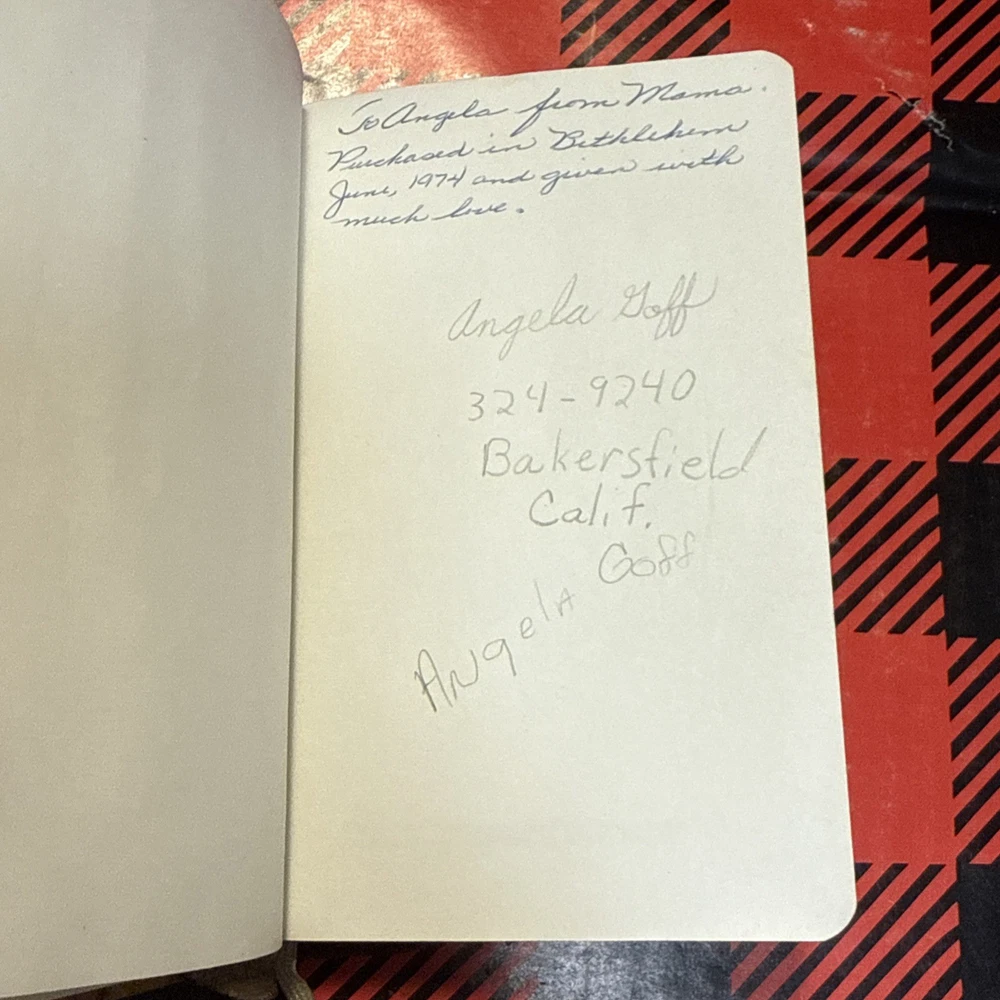 To Angela from Mama.
Purchased in Bethlehem
June, 1974 and given with
much love.
Angela Goff
324-9240
Bakersfield
Calif.
Angela Goff